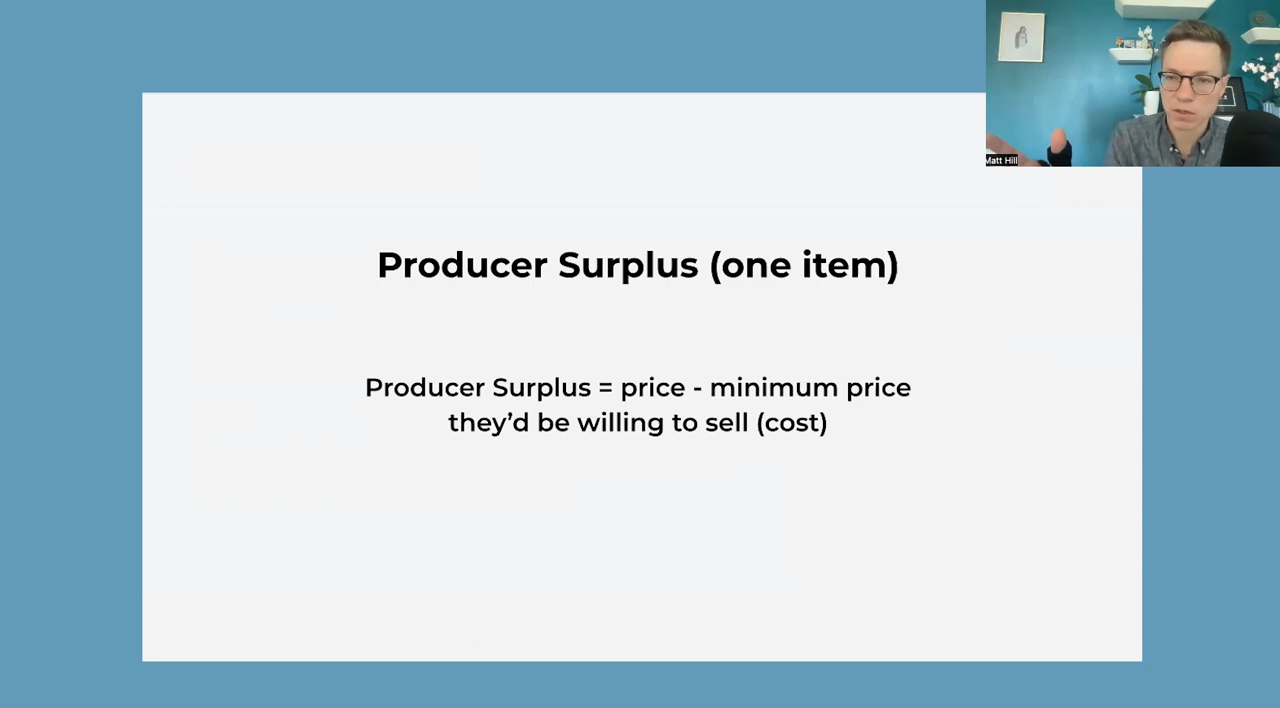 Producer Surplus (one item)
Producer Surplus = price - minimum price
they’d be willing to sell (cost)
Matt Hill